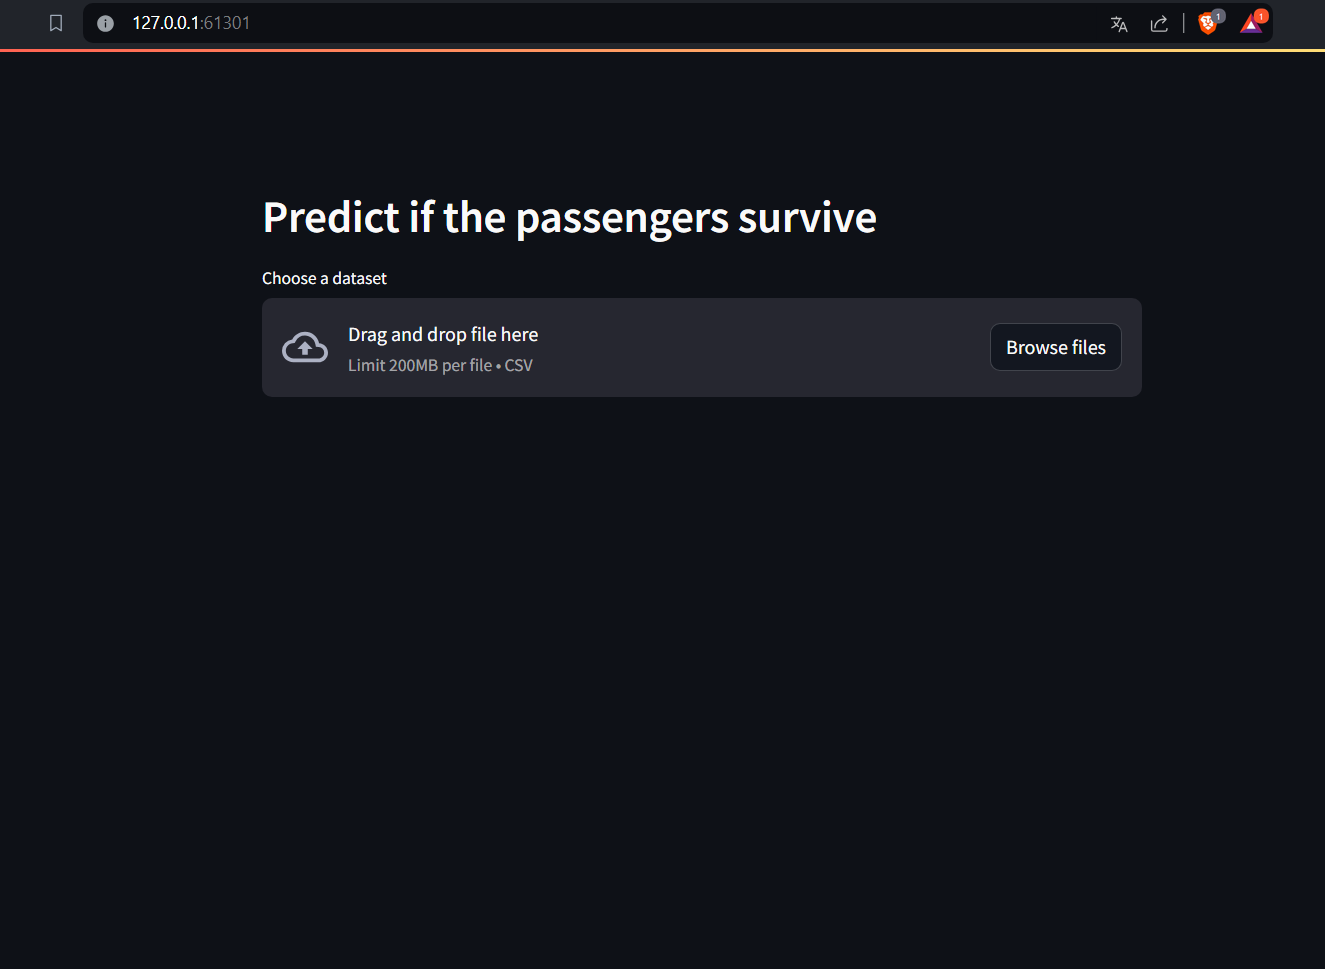 127.0.0.1:61301
1
1
Predict if the passengers survive
Choose a dataset
Drag and drop file here
Limit 200MB per file • CSV
Browse files